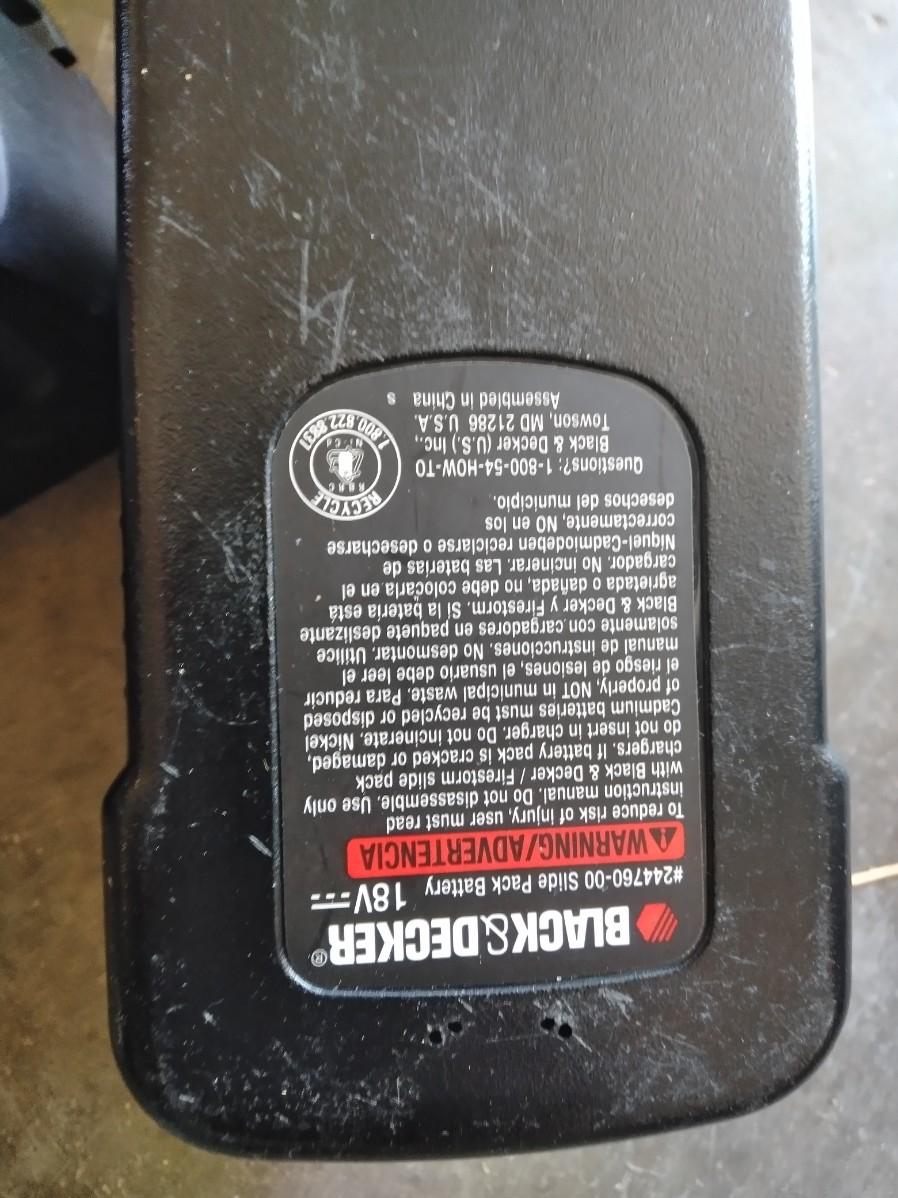 BLACK&DECKER®
#244760-00 Slide Pack Battery 18V
WARNING/ADVERTENCIA
To reduce risk of injury, user must read
instruction manual. Do not disassemble. Use only
with Black & Decker / Firestorm slide pack
chargers. If battery pack is cracked or damaged,
do not insert in charger. Do not incinerate. Nickel
Cadmium batteries must be recycled or disposed
of properly, NOT in municipal waste. Para reducir
el riesgo de lesiones, el usuario debe leer el
manual de instrucciones. No desmontar. Utilice
solamente con cargadores en paquete deslizante
Black & Decker y Firestorm. Si la batería está
agrietada o dañada, no debe colocarla en el
cargador. No incinerar. Las baterías de
Niquel-Cadmiodeben reciclarse o desecharse
correctamente, NO en los
desechos del municipio.
Questions?: 1-800-54-HOW-TO
Black & Decker (U.S.) Inc.,
Towson, MD 21286 U.S.A.
Assembled in China s
RECYCLE
RBRC
Ni-Cd
1.800.822.8837